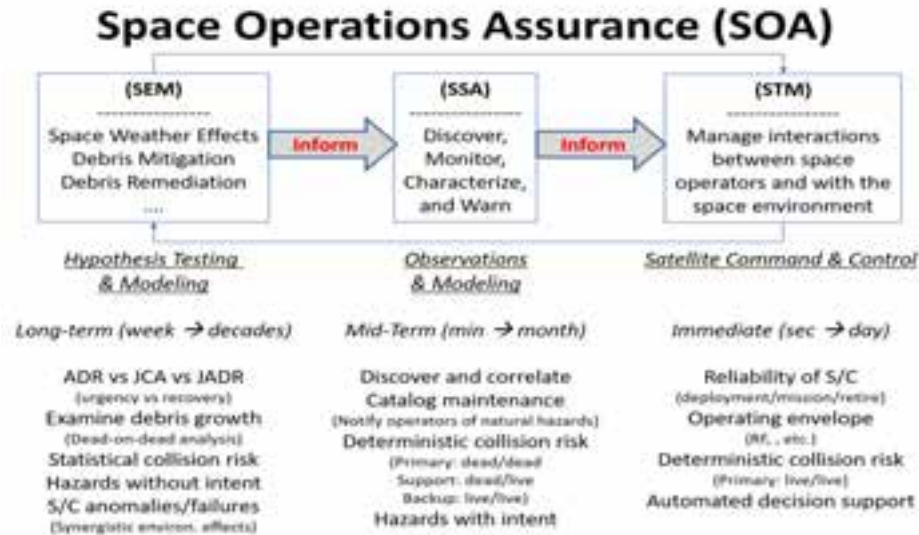 Space Operations Assurance (SOA)
(SEM)
----------------
Space Weather Effects
Debris Mitigation
Debris Remediation
....
Inform
(SSA)
----------------
Discover,
Monitor,
Characterize,
and Warn
Inform
(STM)
----------------
Manage interactions
between space
operators and with the
space environment
Hypothesis Testing
& Modeling
Long-term (week → decades)
ADR vs JCA vs JADR
(urgency vs recovery)
Examine debris growth
(Dead-on-dead analysis)
Statistical collision risk
Hazards without intent
S/C anomalies/failures
(Synergistic environ. effects)
Observations
& Modeling
Mid-Term (min → month)
Discover and correlate
Catalog maintenance
(Notify operators of natural hazards)
Deterministic collision risk
(Primary: dead/dead
Support: dead/live
Backup: live/live)
Hazards with intent
Satellite Command & Control
Immediate (sec → day)
Reliability of S/C
(deployment/mission/retire)
Operating envelope
(RF, , etc.)
Deterministic collision risk
(Primary: live/live)
Automated decision support